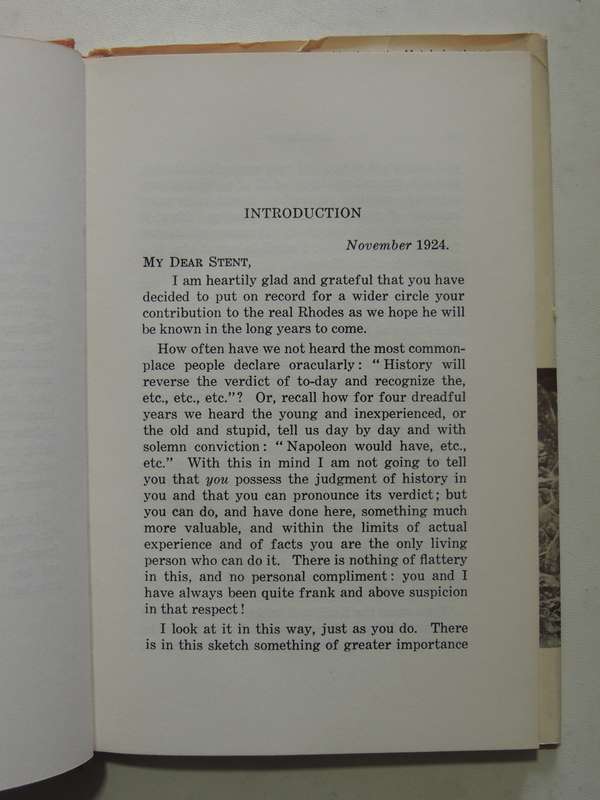 INTRODUCTION
November 1924.
MY DEAR STENT,
I am heartily glad and grateful that you have
decided to put on record for a wider circle your
contribution to the real Rhodes as we hope he will
be known in the long years to come.
How often have we not heard the most common-
place people declare oracularly: " History will
reverse the verdict of to-day and recognize the,
etc., etc., etc."? Or, recall how for four dreadful
years we heard the young and inexperienced, or
the old and stupid, tell us day by day and with
solemn conviction: " Napoleon would have, etc.,
etc." With this in mind I am not going to tell
you that you possess the judgment of history in
you and that you can pronounce its verdict; but
you can do, and have done here, something much
more valuable, and within the limits of actual
experience and of facts you are the only living
person who can do it. There is nothing of flattery
in this, and no personal compliment: you and I
have always been quite frank and above suspicion
in that respect!
I look at it in this way, just as you do. There
is in this sketch something of greater importance